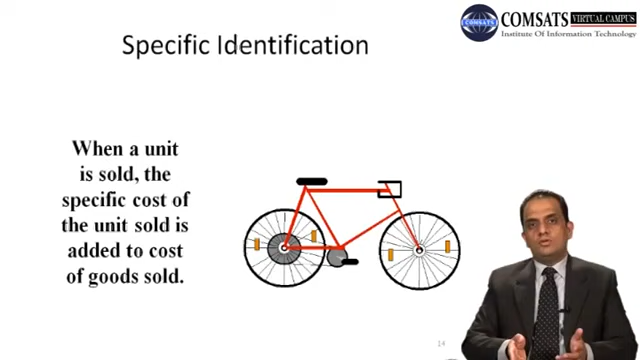 COMSATS VIRTUAL CAMPUS
Institute Of Information Technology
COMSATS
Specific Identification
When a unit
is sold, the
specific cost of
the unit sold is
added to cost
of goods sold.
14